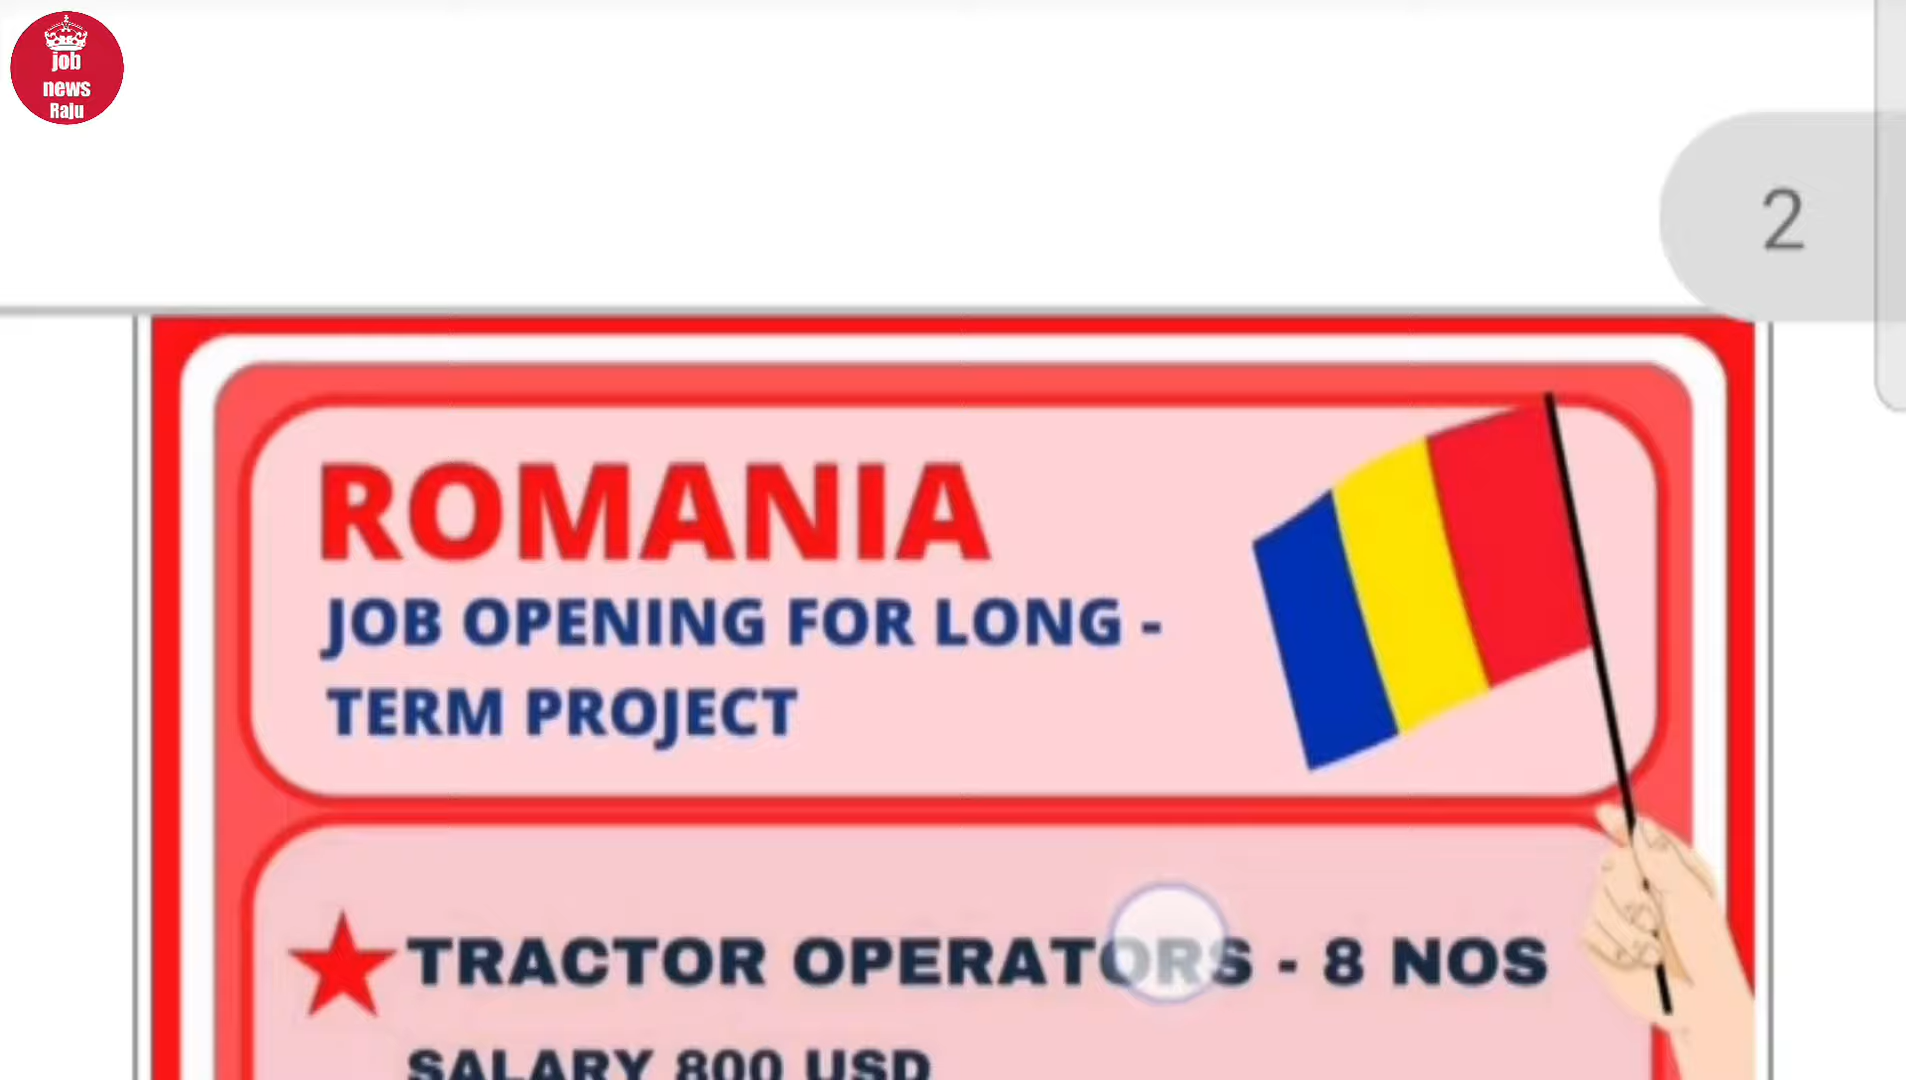 job
news
Raju
2
ROMANIA
JOB OPENING FOR LONG -
TERM PROJECT
TRACTOR OPERATORS - 8 NOS
SALARY 800 USD